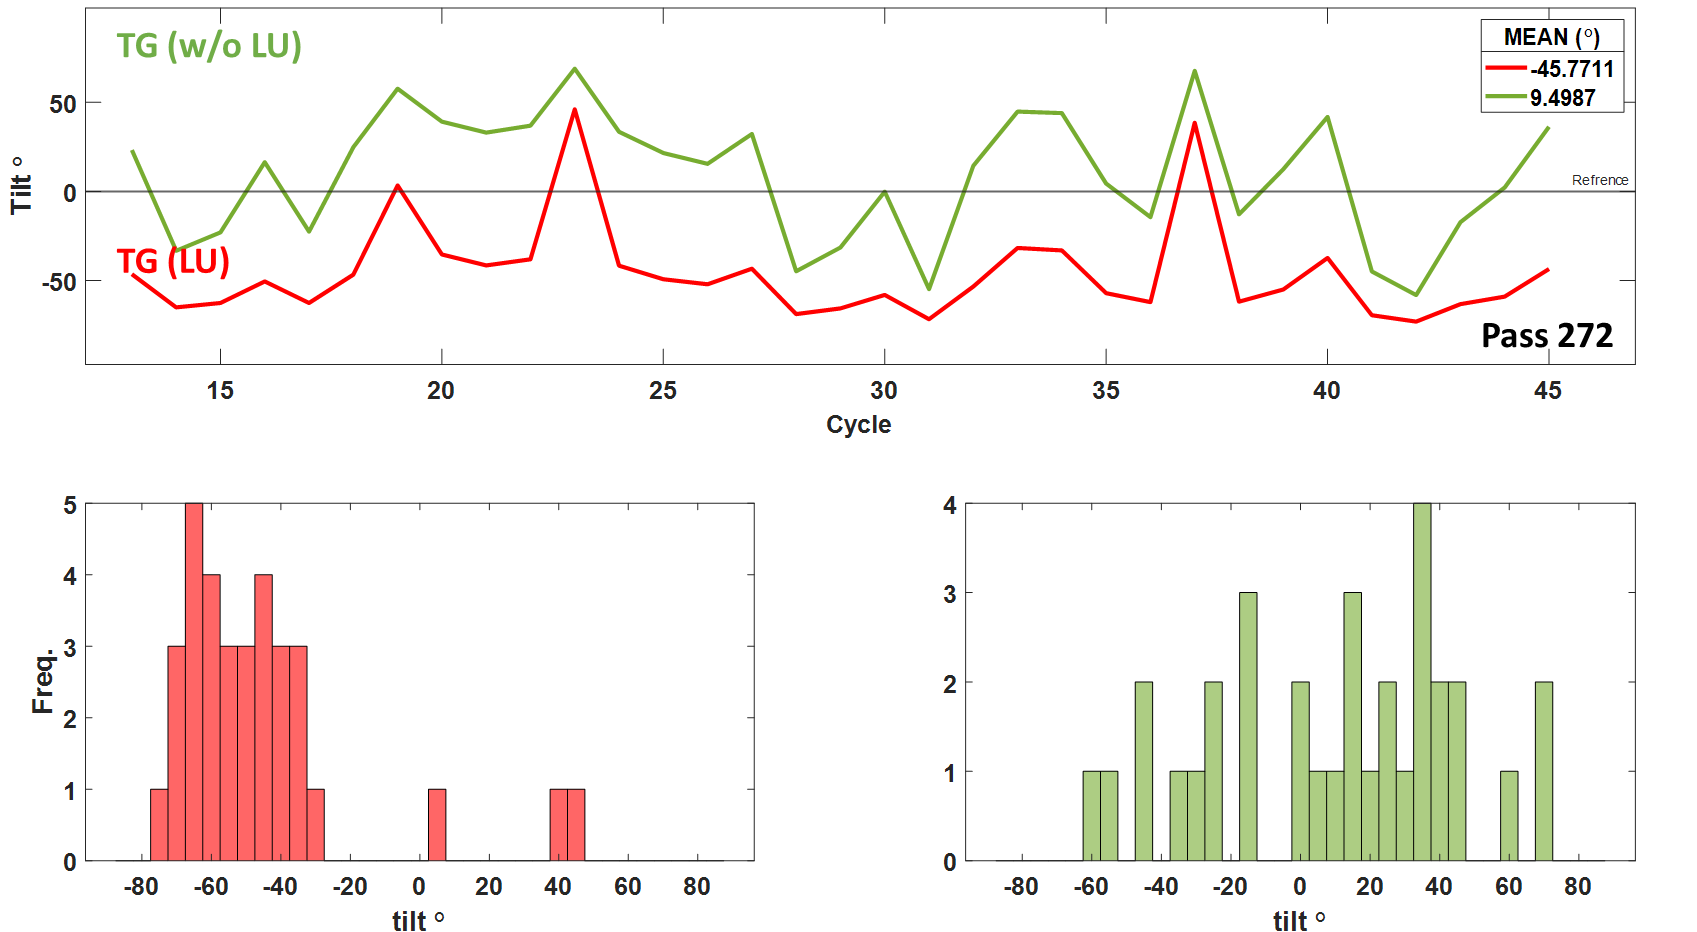 TG (w/o LU)
MEAN (°)
-45.7711
9.4987
50
0
-50
Tilt °
Refrence
TG (LU)
Pass 272
15 20 25 30 35 40 45
Cycle
5
4
3
2
1
0
Freq.
-80 -60 -40 -20 0 20 40 60 80
tilt °
4
3
2
1
0
-80 -60 -40 -20 0 20 40 60 80
tilt °